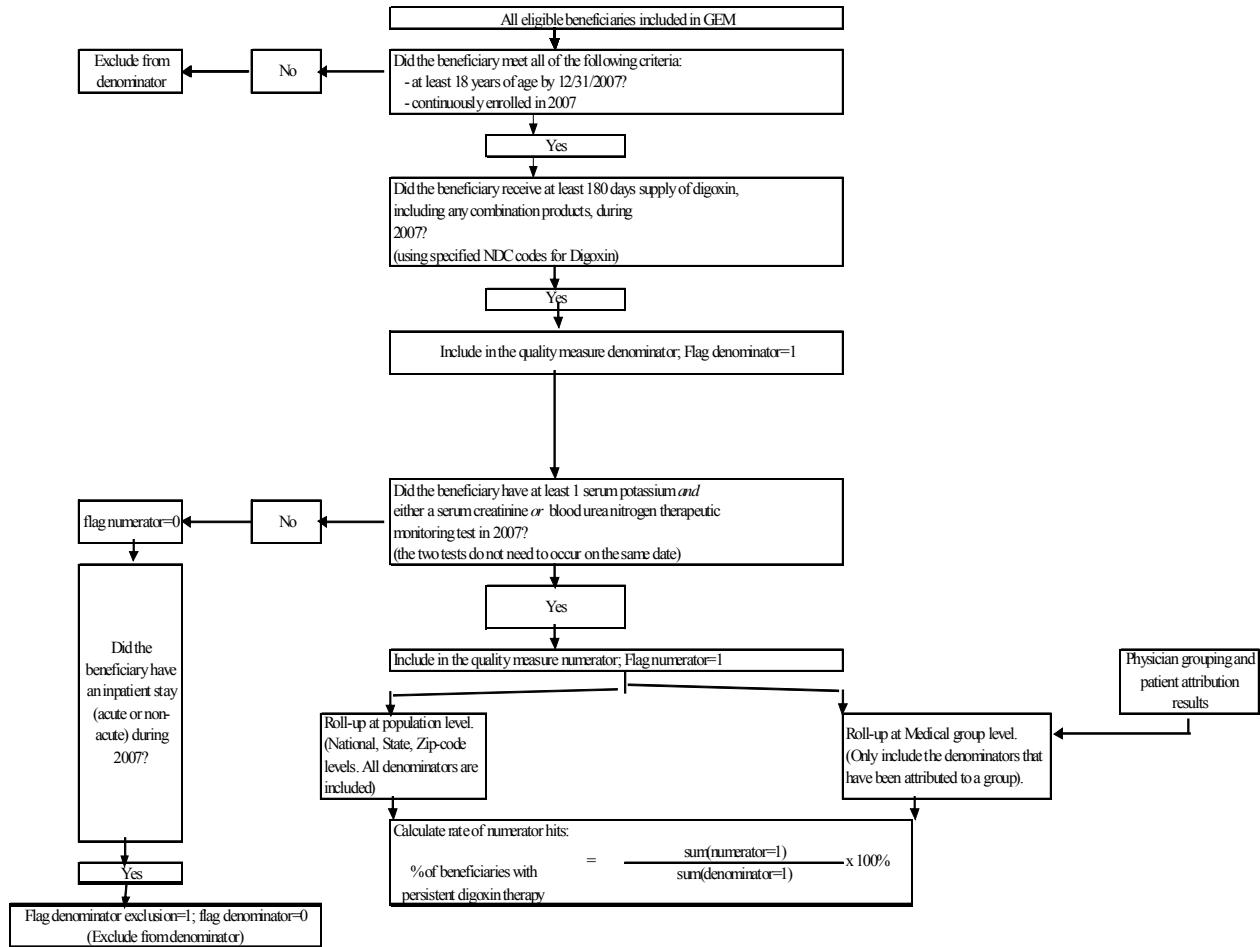 All eligible beneficiaries included in GEM
Exclude from
denominator
No
Did the beneficiary meet all of the following criteria:
- at least 18 years of age by 12/31/2007?
- continuously enrolled in 2007
Yes
Did the beneficiary receive at least 180 days supply of digoxin,
including any combination products, during
2007?
(using specified NDC codes for Digoxin)
Yes
Include in the quality measure denominator; Flag denominator=1
flag numerator=0
No
Did the beneficiary have at least 1 serum potassium and
either a serum creatinine or blood urea nitrogen therapeutic
monitoring test in 2007?
(the two tests do not need to occur on the same date)
Yes
Include in the quality measure numerator; Flag numerator=1
Did the
beneficiary have
an inpatient stay
(acute or non-
acute) during
2007?
Physician grouping and
patient attribution
results
Roll-up at population level.
(National, State, Zip-code
levels. All denominators are
included)
Roll-up at Medical group level.
(Only include the denominators that
have been attributed to a group).
Calculate rate of numerator hits:
% of beneficiaries with
persistent digoxin therapy
=
sum(numerator=1)
sum(denominator=1)
x 100%
Yes
Flag denominator exclusion=1; flag denominator=0
(Exclude from denominator)